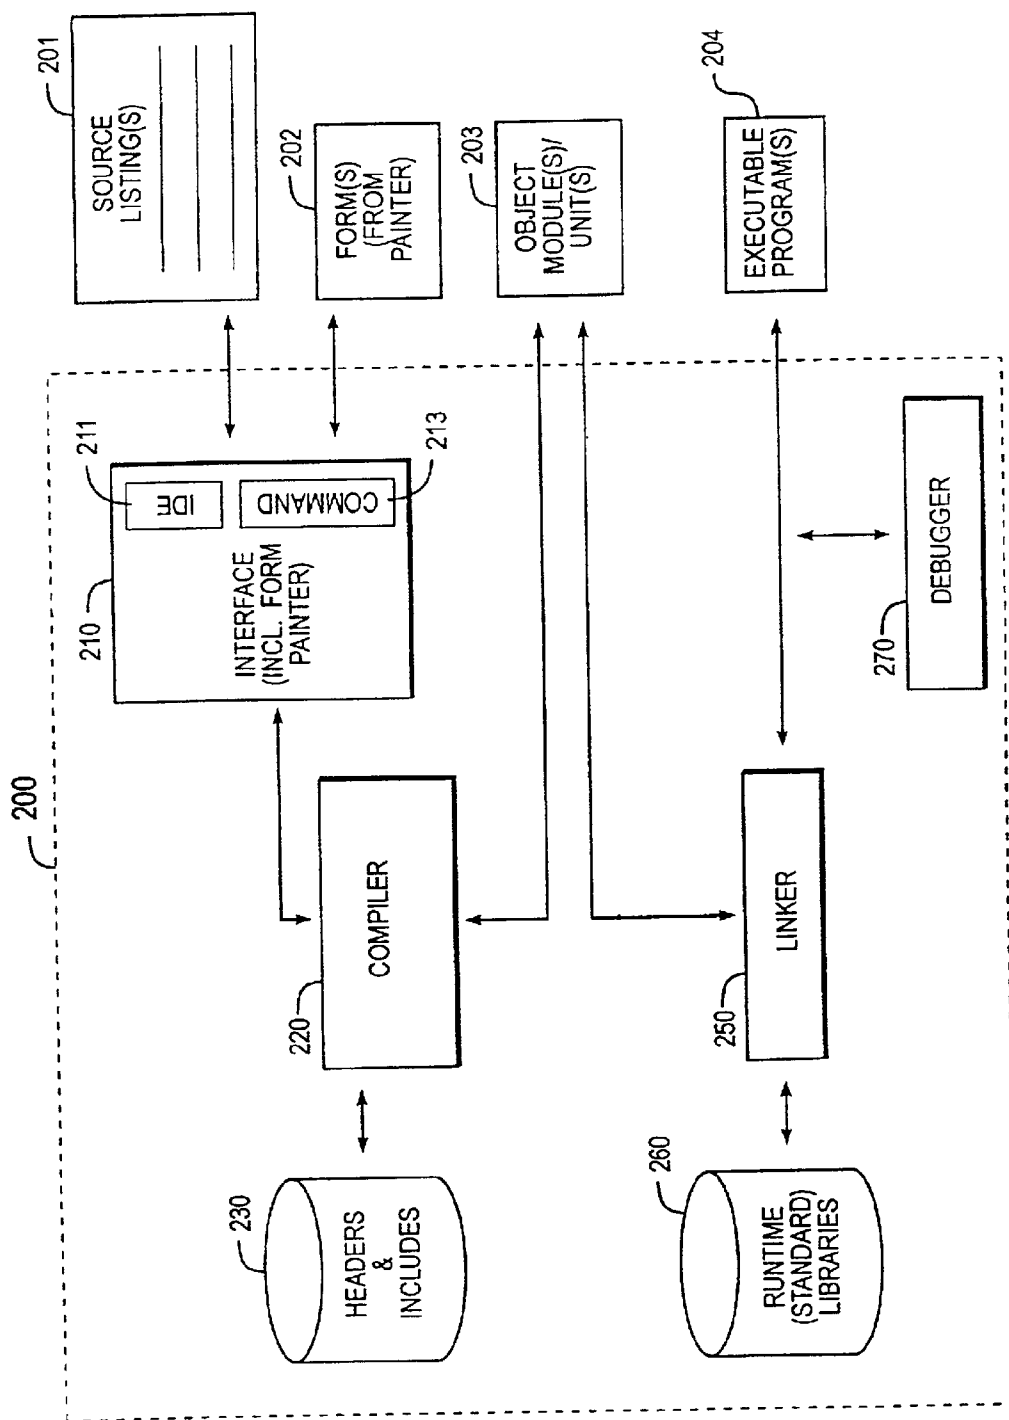 200
230
HEADERS
&
INCLUDES
220
COMPILER
210
INTERFACE
(INCL. FORM
PAINTER)
211
IDE
213
COMMAND
201
SOURCE
LISTING(S)
202
FORM(S)
(FROM
PAINTER)
203
OBJECT
MODULE(S)/
UNIT(S)
260
RUNTIME
(STANDARD)
LIBRARIES
250
LINKER
270
DEBUGGER
204
EXECUTABLE
PROGRAM(S)